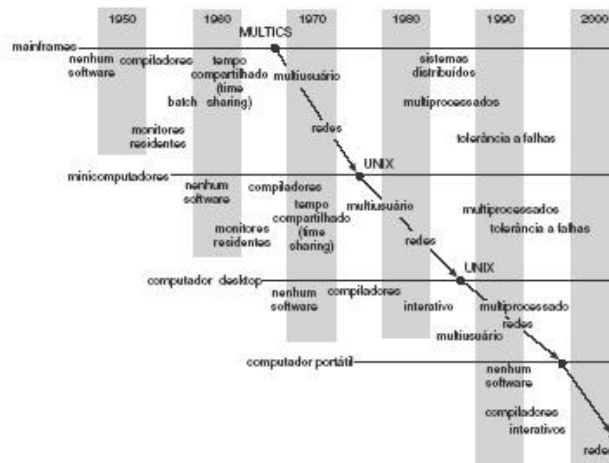 1950 1960 1970 1980 1990 2000
MULTICS
mainframes
nenhum
software
compiladores
tempo
compartilhado
(time
sharing)
batch
multiusuário
sistemas
distribuídos
multiprocessados
monitores
residentes
redes
tolerância a falhas
UNIX
minicomputadores
nenhum
software
compiladores
multiusuário
multiprocessados
tempo
compartilhado
(time
sharing)
monitores
residentes
redes
tolerância a falhas
UNIX
computador desktop
nenhum
software
compiladores
interativo
multiprocessado
redes
multiusuário
computador portátil
nenhum
software
compiladores
interativos
redes